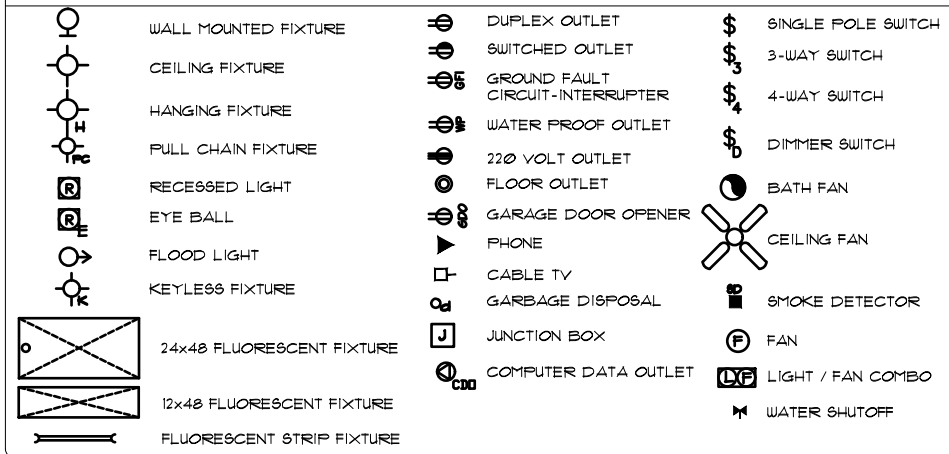 WALL MOUNTED FIXTURE
CEILING FIXTURE
H
HANGING FIXTURE
PC
PULL CHAIN FIXTURE
R
RECESSED LIGHT
R
E
EYE BALL
FLOOD LIGHT
K
KEYLESS FIXTURE
24x48 FLUORESCENT FIXTURE
12x48 FLUORESCENT FIXTURE
FLUORESCENT STRIP FIXTURE
DUPLEX OUTLET
SWITCHED OUTLET
GFI
GROUND FAULT
CIRCUIT-INTERRUPTER
WP
WATER PROOF OUTLET
220 VOLT OUTLET
FLOOR OUTLET
GDO
GARAGE DOOR OPENER
PHONE
CABLE TV
d
GARBAGE DISPOSAL
J
JUNCTION BOX
CDO
COMPUTER DATA OUTLET
$
SINGLE POLE SWITCH
$3
3-WAY SWITCH
$4
4-WAY SWITCH
$D
DIMMER SWITCH
BATH FAN
CEILING FAN
SD
SMOKE DETECTOR
F
FAN
L F
LIGHT / FAN COMBO
WATER SHUTOFF